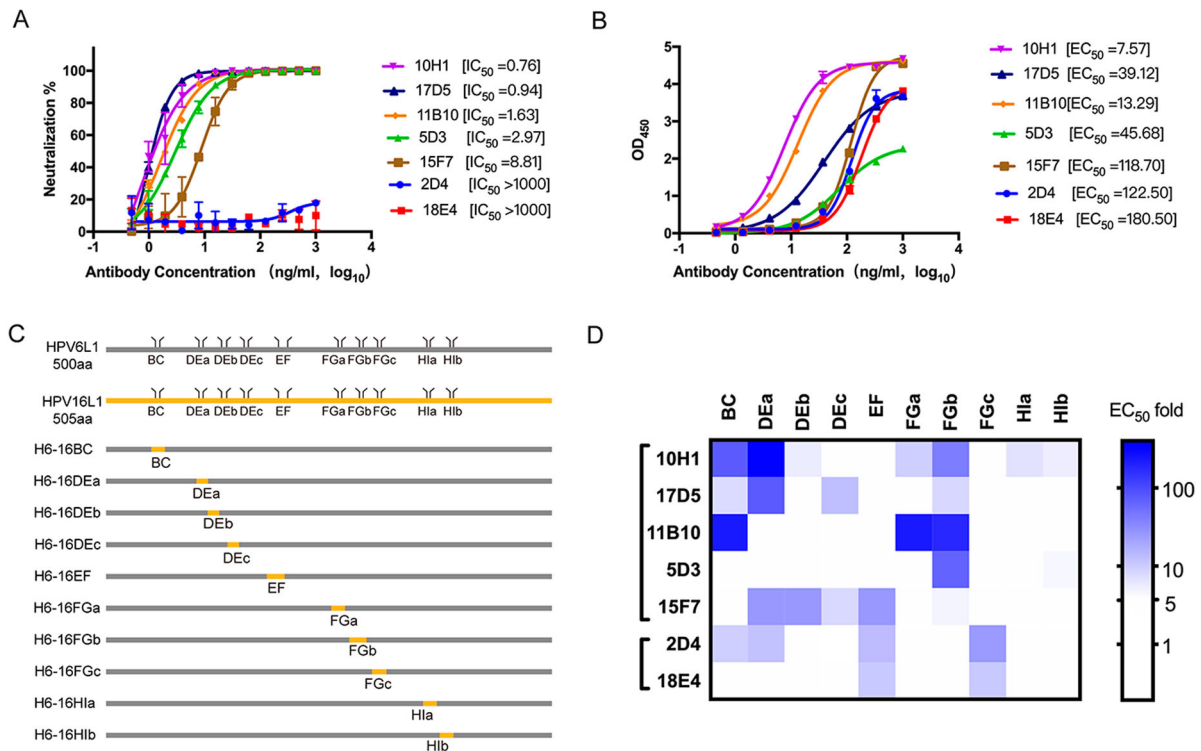 A
Neutralization %
100
80
60
40
20
0
-1 0 1 2 3 4
Antibody Concentration (ng/ml, log10)
10H1 [IC50 =0.76]
17D5 [IC50 =0.94]
11B10 [IC50 =1.63]
5D3 [IC50 =2.97]
15F7 [IC50 =8.81]
2D4 [IC50 >1000]
18E4 [IC50 >1000]
B
OD450
5
4
3
2
1
0
-1 0 1 2 3 4
Antibody Concentration (ng/ml, log10)
10H1 [EC50 =7.57]
17D5 [EC50 =39.12]
11B10[EC50 =13.29]
5D3 [EC50 =45.68]
15F7 [EC50 =118.70]
2D4 [EC50 =122.50]
18E4 [EC50 =180.50]
C
HPV6L1
500aa
BC DEa DEb DEc EF FGa FGb FGc HIa HIb
HPV16L1
505aa
BC DEa DEb DEc EF FGa FGb FGc HIa HIb
H6-16BC
BC
H6-16DEa
DEa
H6-16DEb
DEb
H6-16DEc
DEc
H6-16EF
EF
H6-16FGa
FGa
H6-16FGb
FGb
H6-16FGc
FGc
H6-16HIa
HIa
H6-16HIb
HIb
D
BC DEa DEb DEc EF FGa FGb FGc HIa HIb
10H1
17D5
11B10
5D3
15F7
2D4
18E4
EC50 fold
100
10
5
1